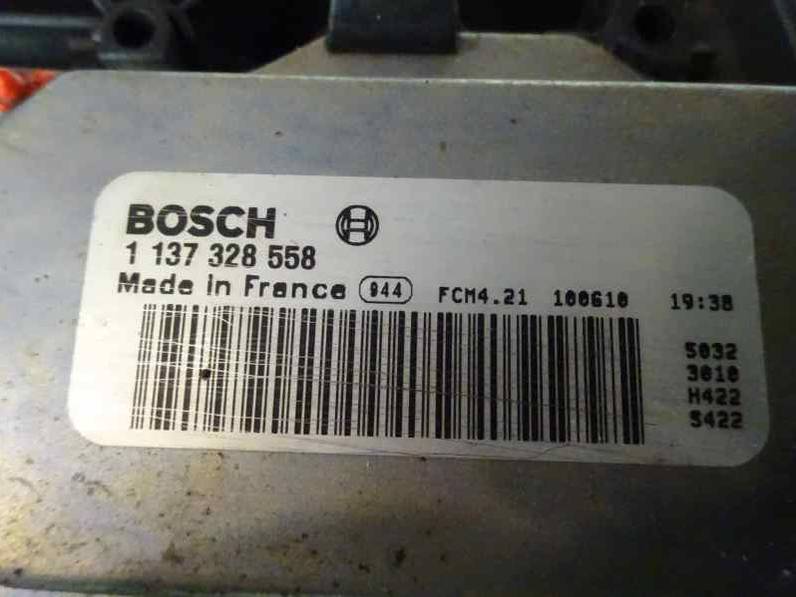 BOSCH
1 137 328 558
Made in France 944 FCM4.21 100610 19:38
5032
3010
H422
S422